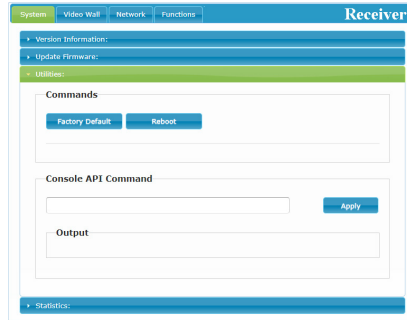 System Video Wall Network Functions Receiver
Version Information:
Update Firmware:
Utilities:
Commands
Factory Default Reboot
Console API Command
Apply
Output
Statistics: